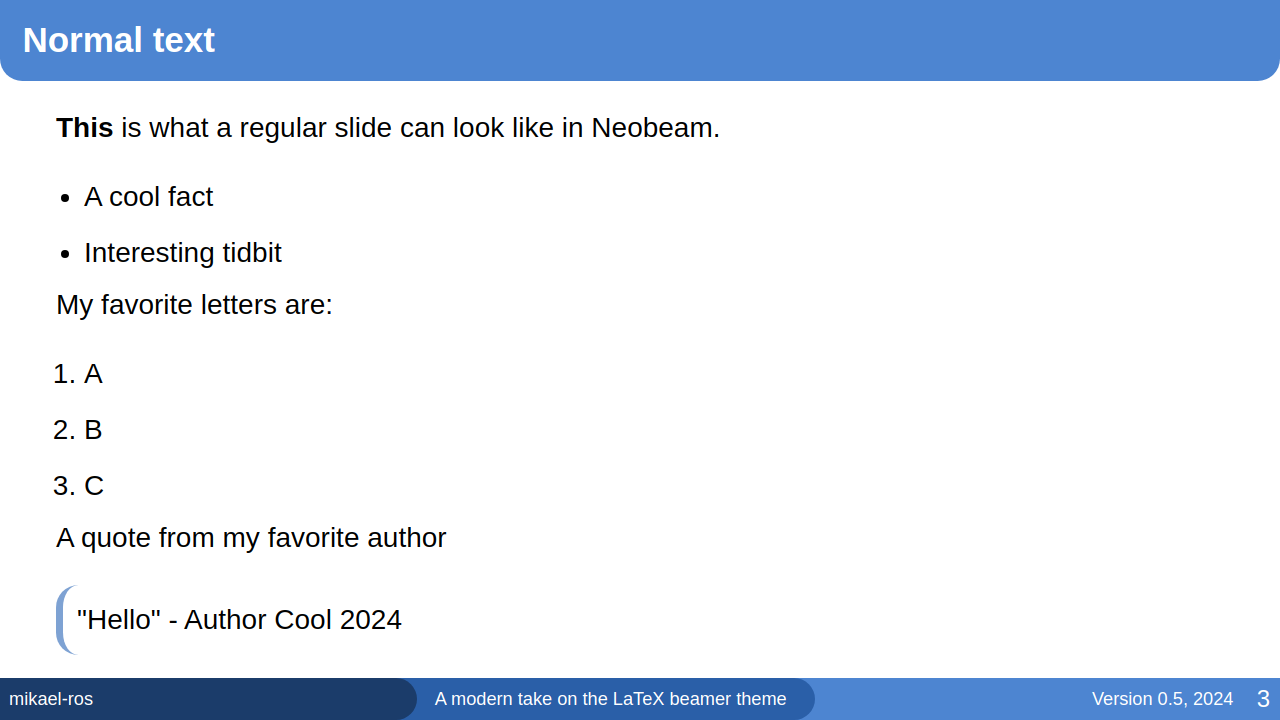 Normal text
This is what a regular slide can look like in Neobeam.
• A cool fact
• Interesting tidbit
My favorite letters are:
1. A
2. B
3. C
A quote from my favorite author
"Hello" - Author Cool 2024
mikael-ros
A modern take on the LaTeX beamer theme
Version 0.5, 2024
3